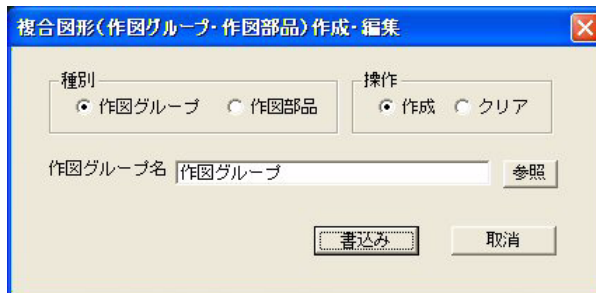 複合図形(作図グループ・作図部品)作成・編集
種別
作図グループ 作図部品
操作
作成 クリア
作図グループ名 作図グループ 参照
書込み 取消